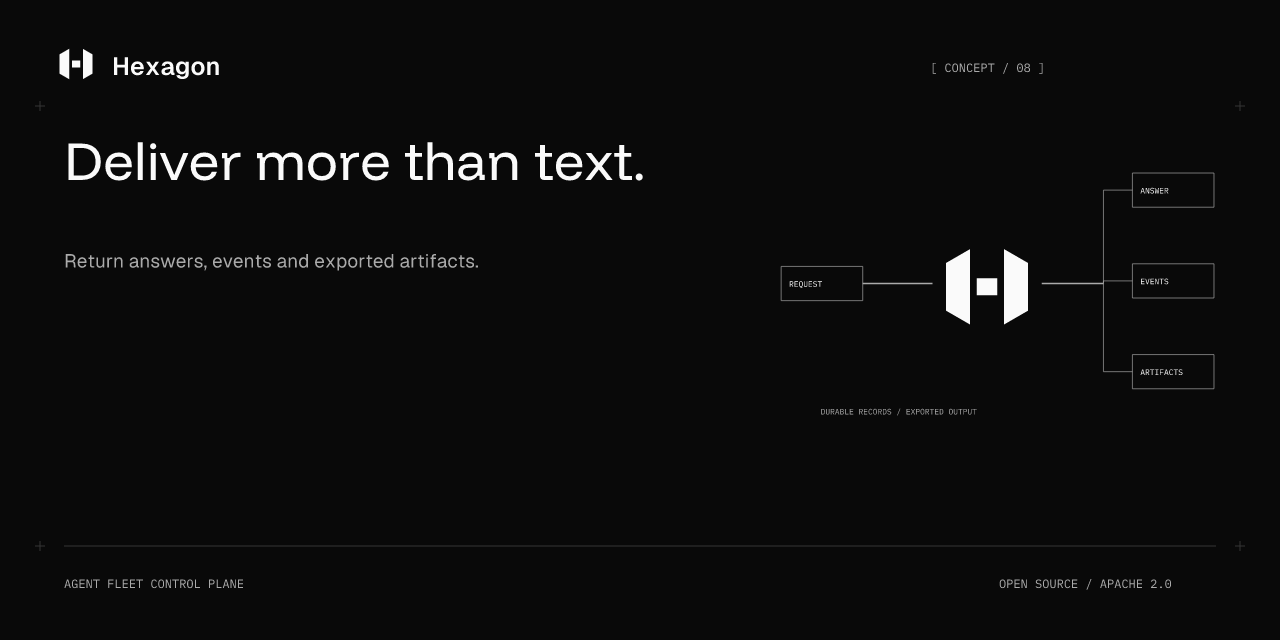 Hexagon
[ CONCEPT / 08 ]
Deliver more than text.
Return answers, events and exported artifacts.
REQUEST
ANSWER
EVENTS
ARTIFACTS
DURABLE RECORDS / EXPORTED OUTPUT
AGENT FLEET CONTROL PLANE
OPEN SOURCE / APACHE 2.0